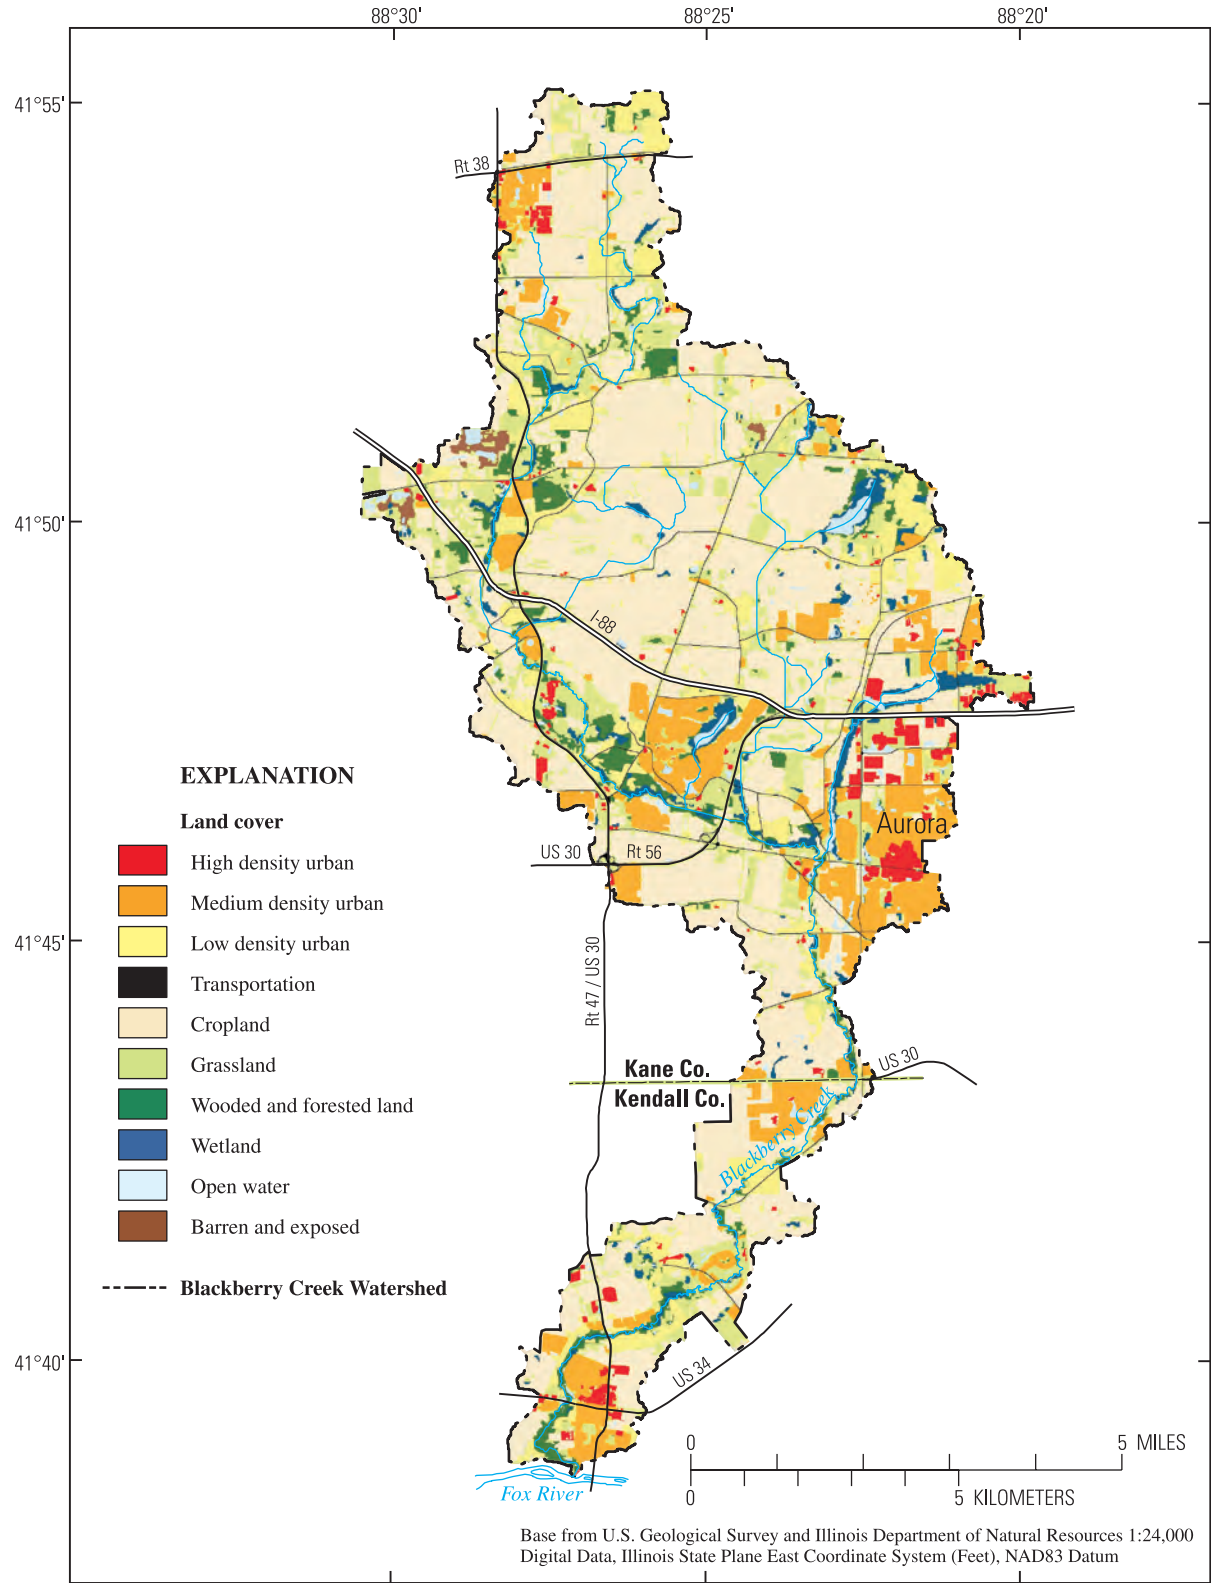 88°30'
88°25'
88°20'
41°55'
Rt 38
41°50'
I-88
EXPLANATION
Land cover
High density urban
Medium density urban
Low density urban
Transportation
Cropland
Grassland
Wooded and forested land
Wetland
Open water
Barren and exposed
Blackberry Creek Watershed
Aurora
US 30
Rt 56
41°45'
Rt 47 / US 30
Kane Co.
Kendall Co.
US 30
Blackberry Creek
41°40'
US 34
0
5 MILES
0
5 KILOMETERS
Fox River
Base from U.S. Geological Survey and Illinois Department of Natural Resources 1:24,000
Digital Data, Illinois State Plane East Coordinate System (Feet), NAD83 Datum